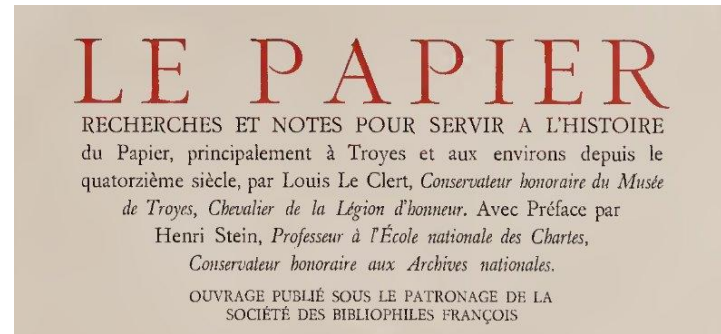 LE PAPIER
RECHERCHES ET NOTES POUR SERVIR A L'HISTOIRE
du Papier, principalement à Troyes et aux environs depuis le
quatorzième siècle, par Louis Le Clert, Conservateur honoraire du Musée
de Troyes, Chevalier de la Légion d'honneur. Avec Préface par
Henri Stein, Professeur à l'École nationale des Chartes,
Conservateur honoraire aux Archives nationales.
OUVRAGE PUBLIÉ SOUS LE PATRONAGE DE LA
SOCIÉTÉ DES BIBLIOPHILES FRANÇOIS